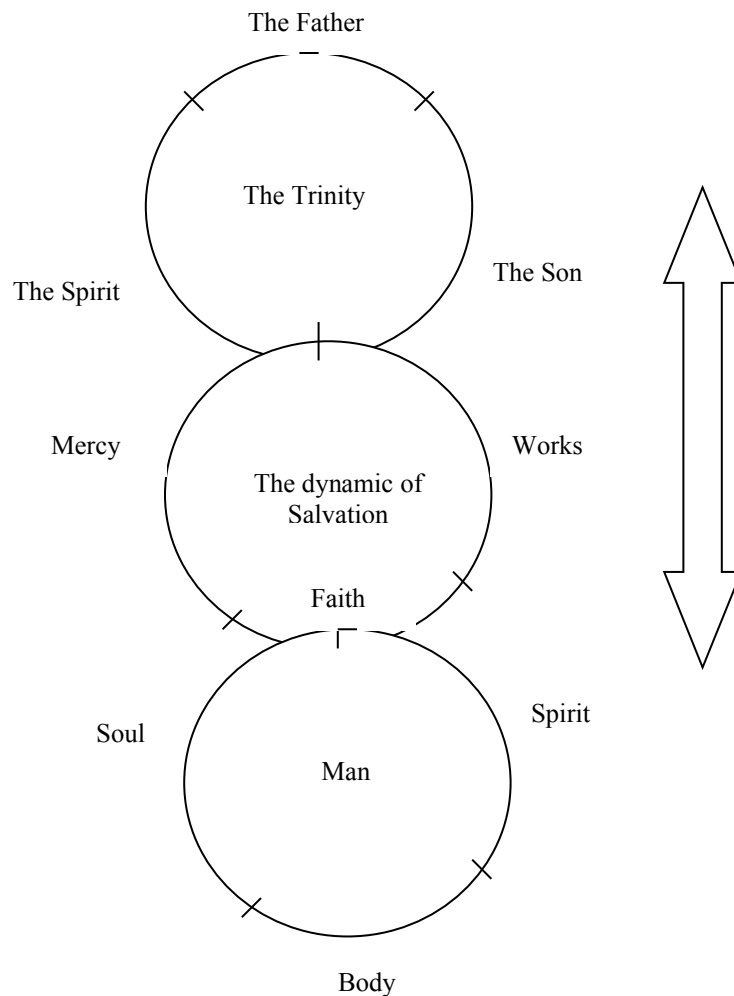 The Father
The Trinity
The Son
The Spirit
Mercy
Works
The dynamic of
Salvation
Faith
Spirit
Soul
Man
Body